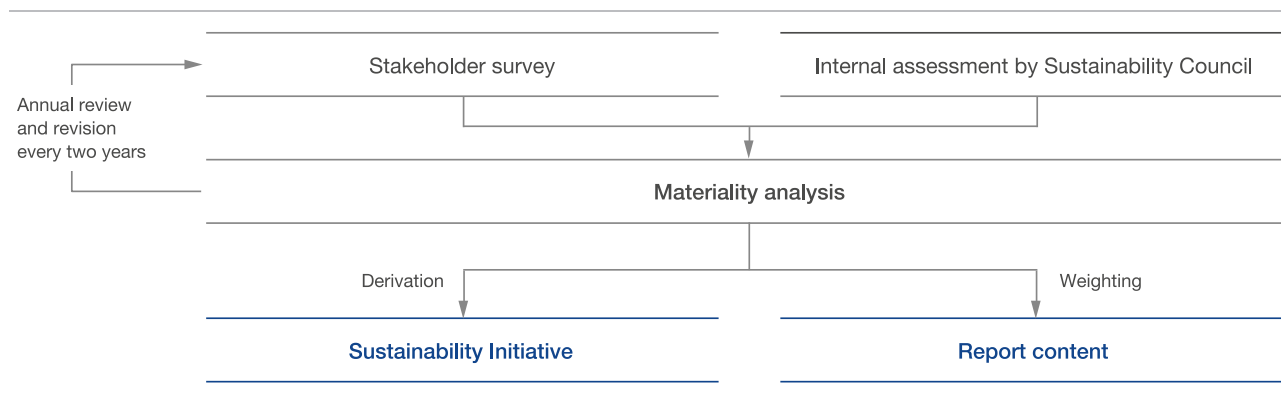 Stakeholder survey
Internal assessment by Sustainability Council
Annual review
and revision
every two years
Materiality analysis
Derivation
Weighting
Sustainability Initiative
Report content